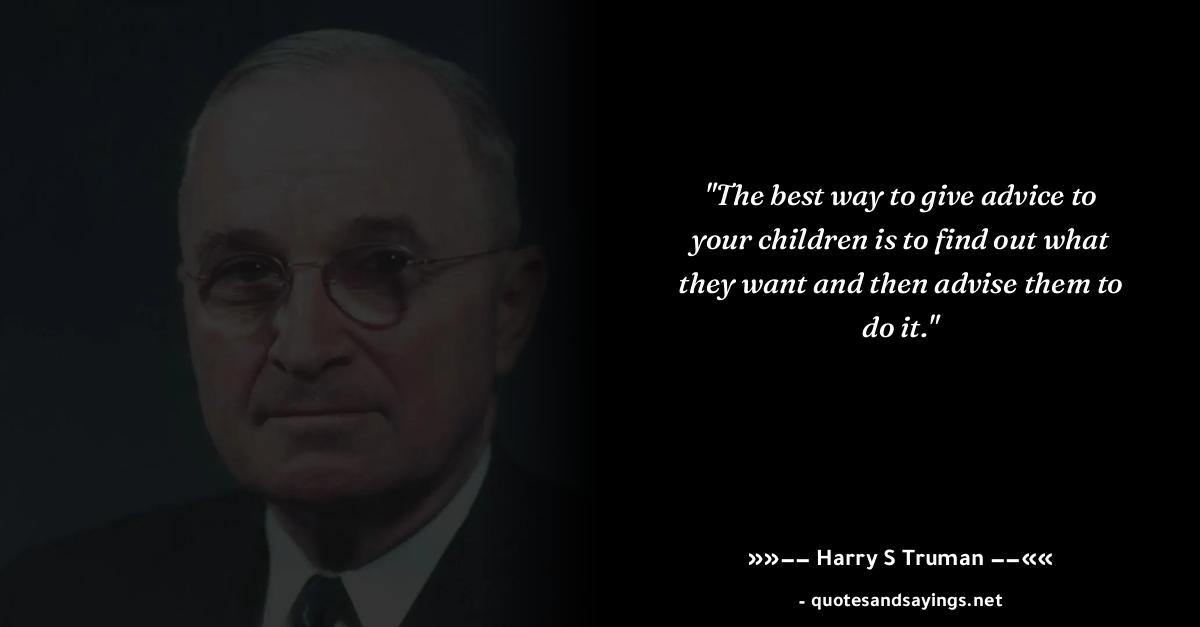 "The best way to give advice to
your children is to find out what
they want and then advise them to
do it."
»»−− Harry S Truman −−««
- quotesandsayings.net